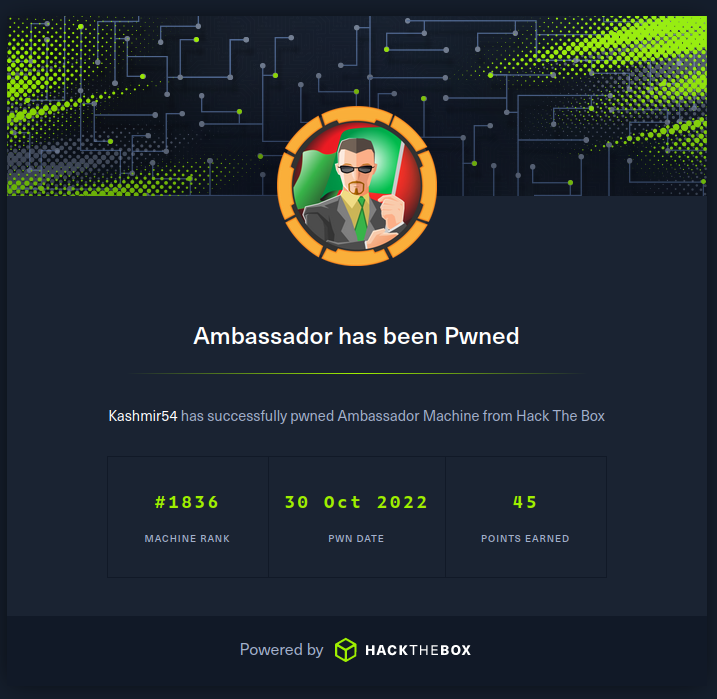 Ambassador has been Pwned
Kashmir54 has successfully pwned Ambassador Machine from Hack The Box
#1836 30 Oct 2022 45
MACHINE RANK PWN DATE POINTS EARNED
Powered by HACKTHEBOX